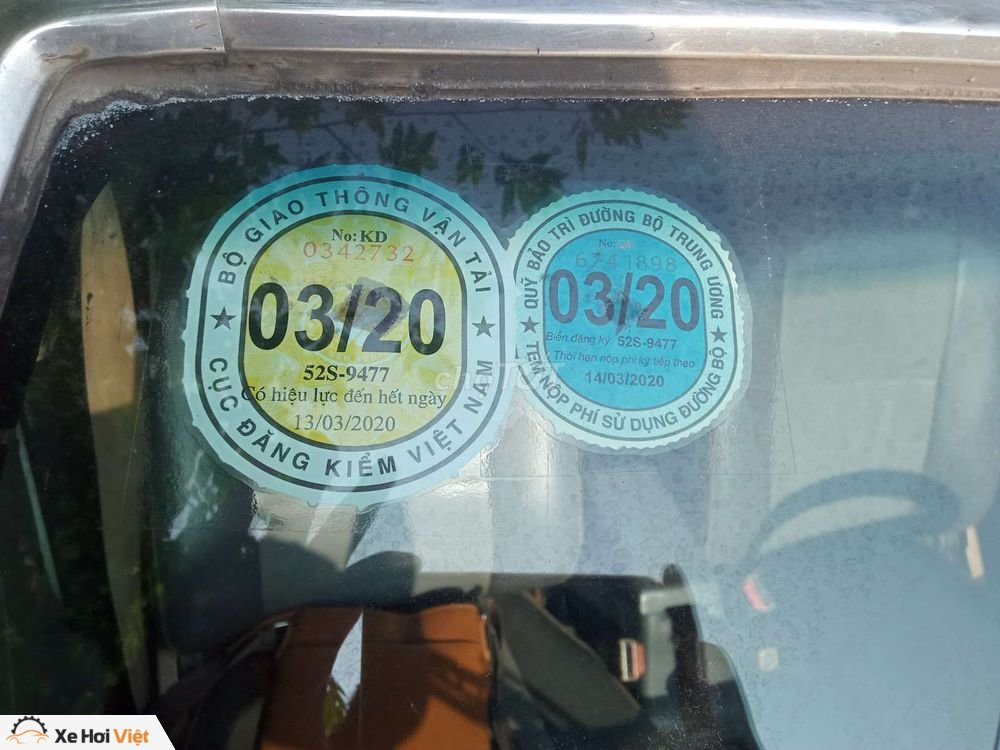 BỘ GIAO THÔNG VẬN TẢI
No: KD
0342732
03/20
52S-9477
Có hiệu lực đến hết ngày
13/03/2020
CỤC ĐĂNG KIỂM VIỆT NAM
QUỸ BẢO TRÌ ĐƯỜNG BỘ TRUNG ƯƠNG
No:
6741898
03/20
Biển đăng ký: 52S-9477
Thời hạn nộp phí kỳ tiếp theo
14/03/2020
TEM NỘP PHÍ SỬ DỤNG ĐƯỜNG BỘ
chợTỐT
Xe Hơi Việt